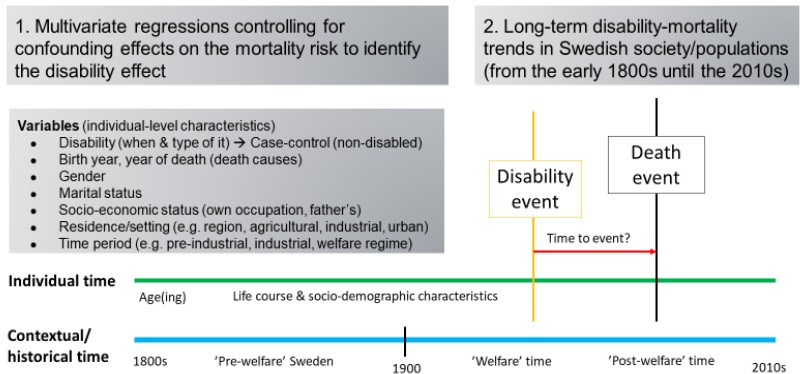 1. Multivariate regressions controlling for
confounding effects on the mortality risk to identify
the disability effect
2. Long-term disability-mortality
trends in Swedish society/populations
(from the early 1800s until the 2010s)
Variables (individual-level characteristics)
• Disability (when & type of it) → Case-control (non-disabled)
• Birth year, year of death (death causes)
• Gender
• Marital status
• Socio-economic status (own occupation, father's)
• Residence/setting (e.g. region, agricultural, industrial, urban)
• Time period (e.g. pre-industrial, industrial, welfare regime)
Disability
event
Death
event
Time to event?
Individual time
Age(ing)
Life course & socio-demographic characteristics
Contextual/
historical time
1800s
'Pre-welfare' Sweden
1900
'Welfare' time
'Post-welfare' time
2010s